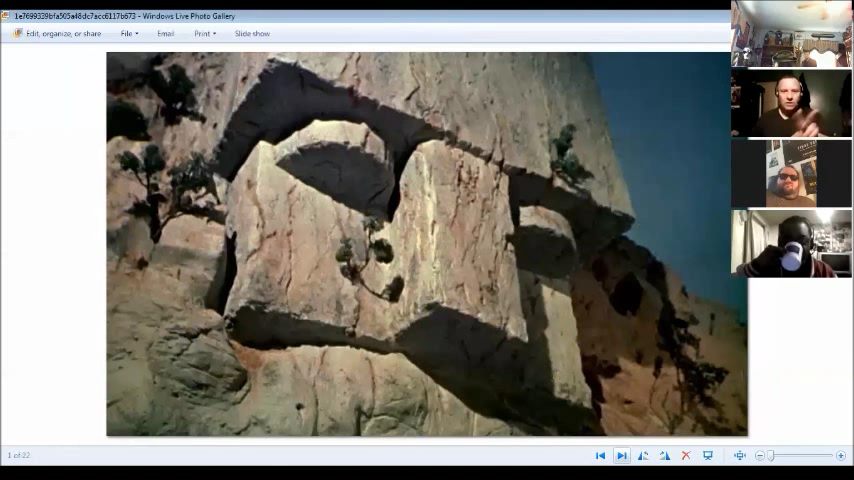 1e7699339bfa505a48dc7acc6117b673 - Windows Live Photo Gallery
Edit, organize, or share File Email Print Slide show
1 of 22